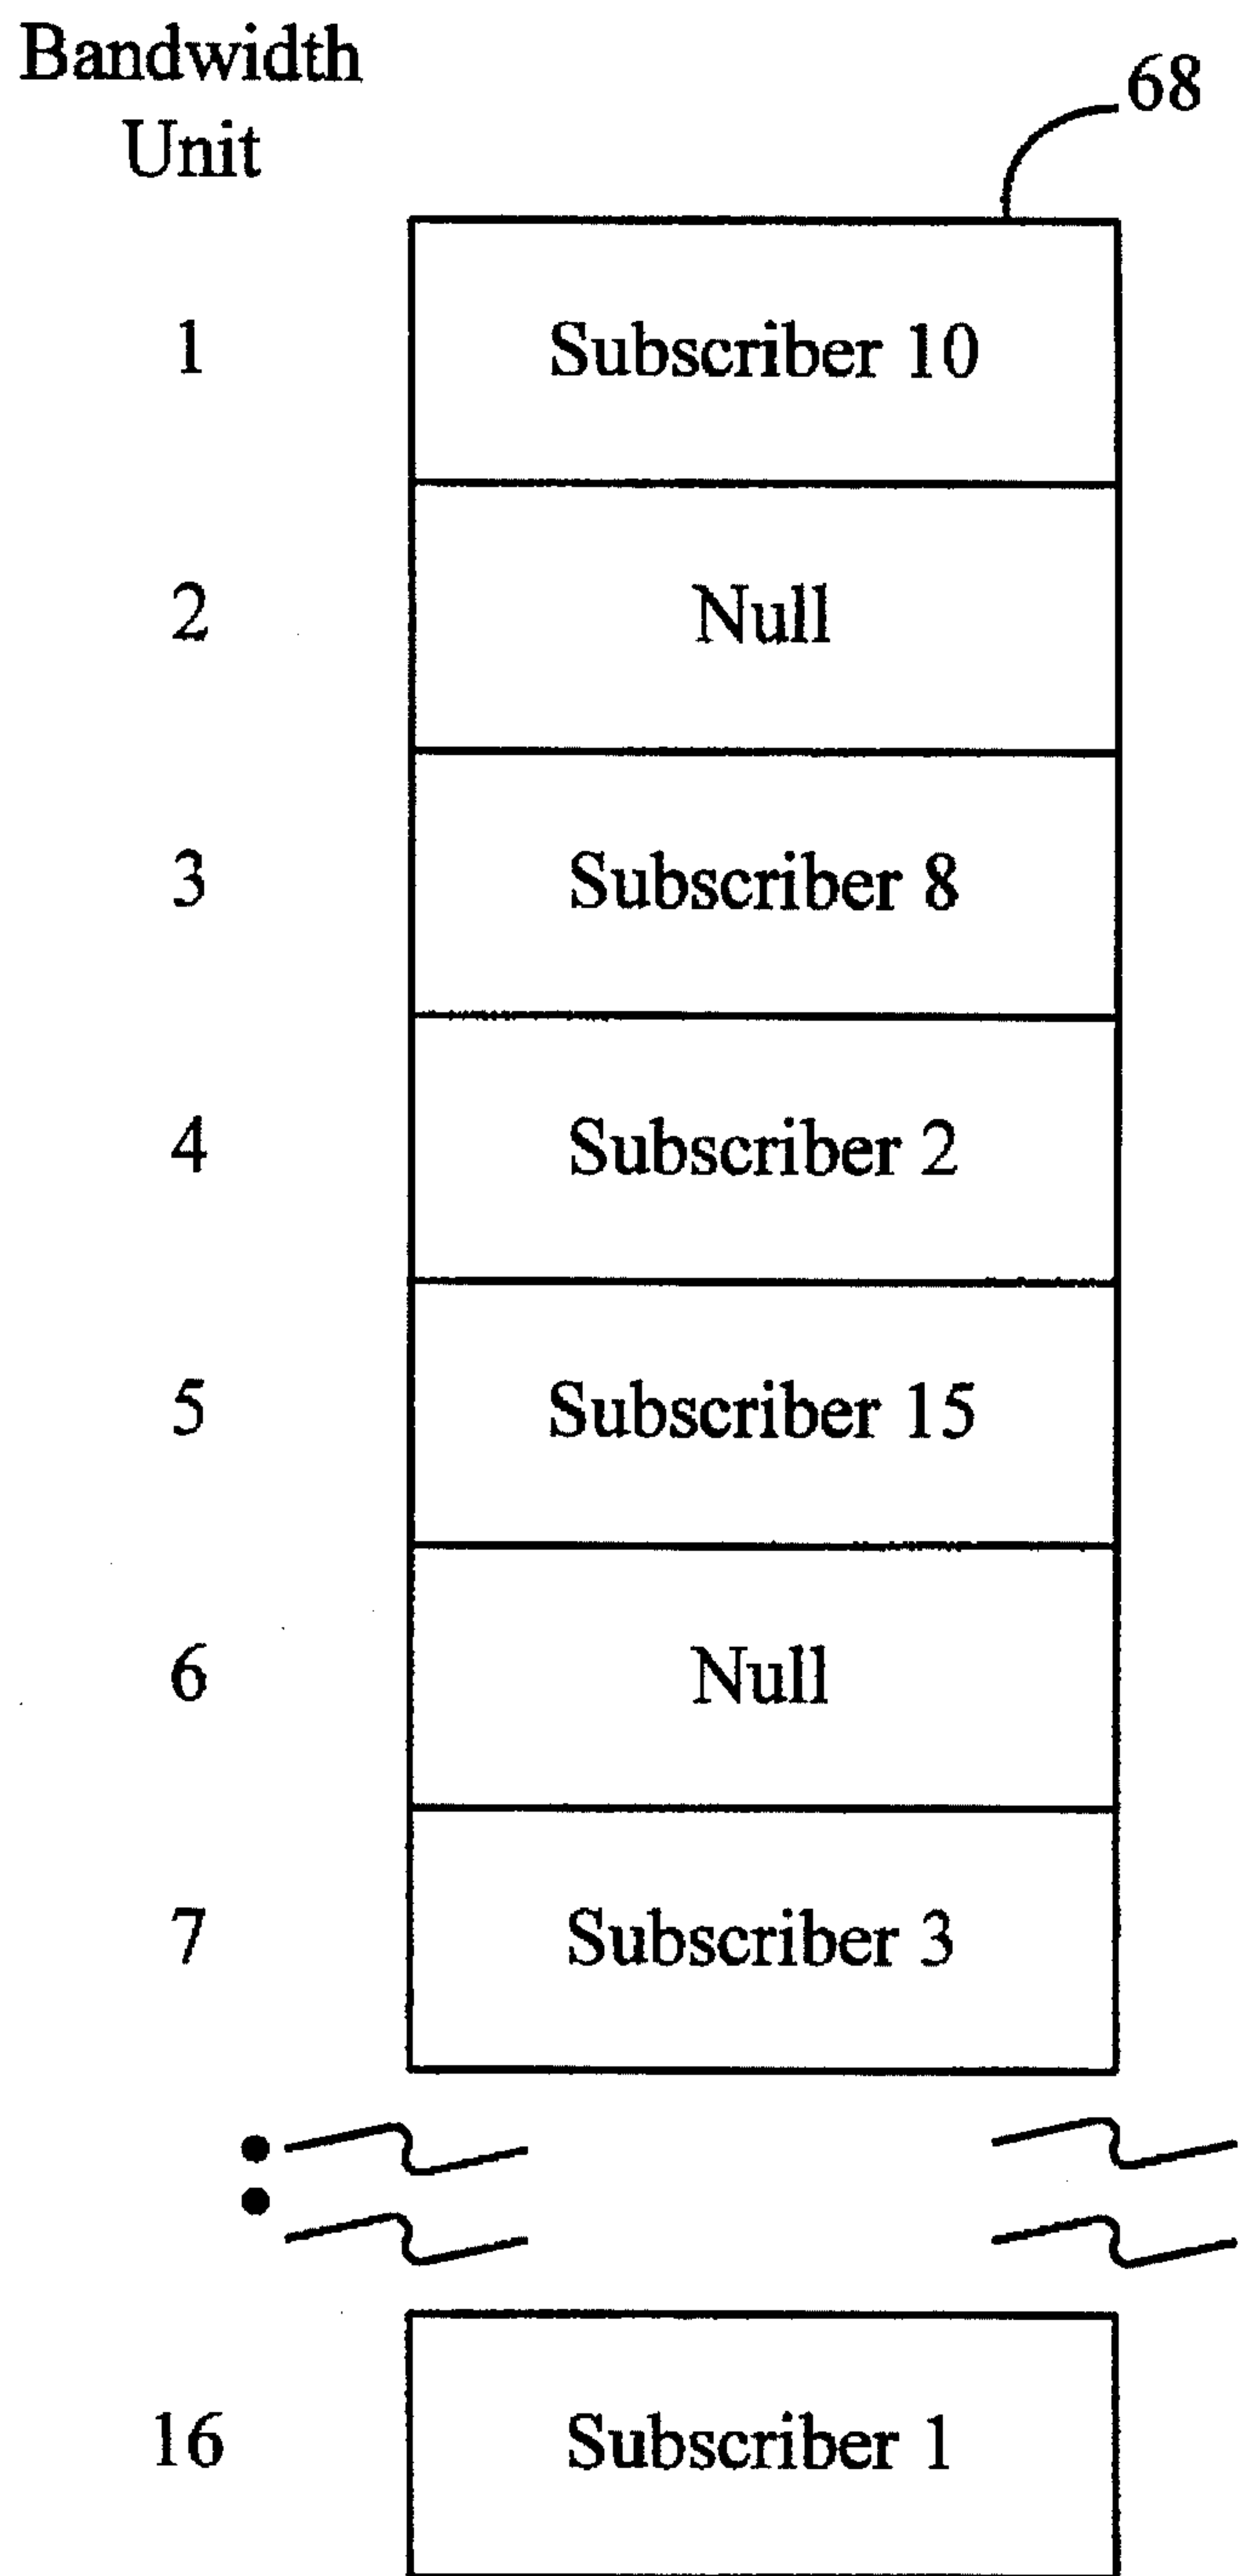 Bandwidth
Unit
68
1 Subscriber 10
2 Null
3 Subscriber 8
4 Subscriber 2
5 Subscriber 15
6 Null
7 Subscriber 3
16 Subscriber 1